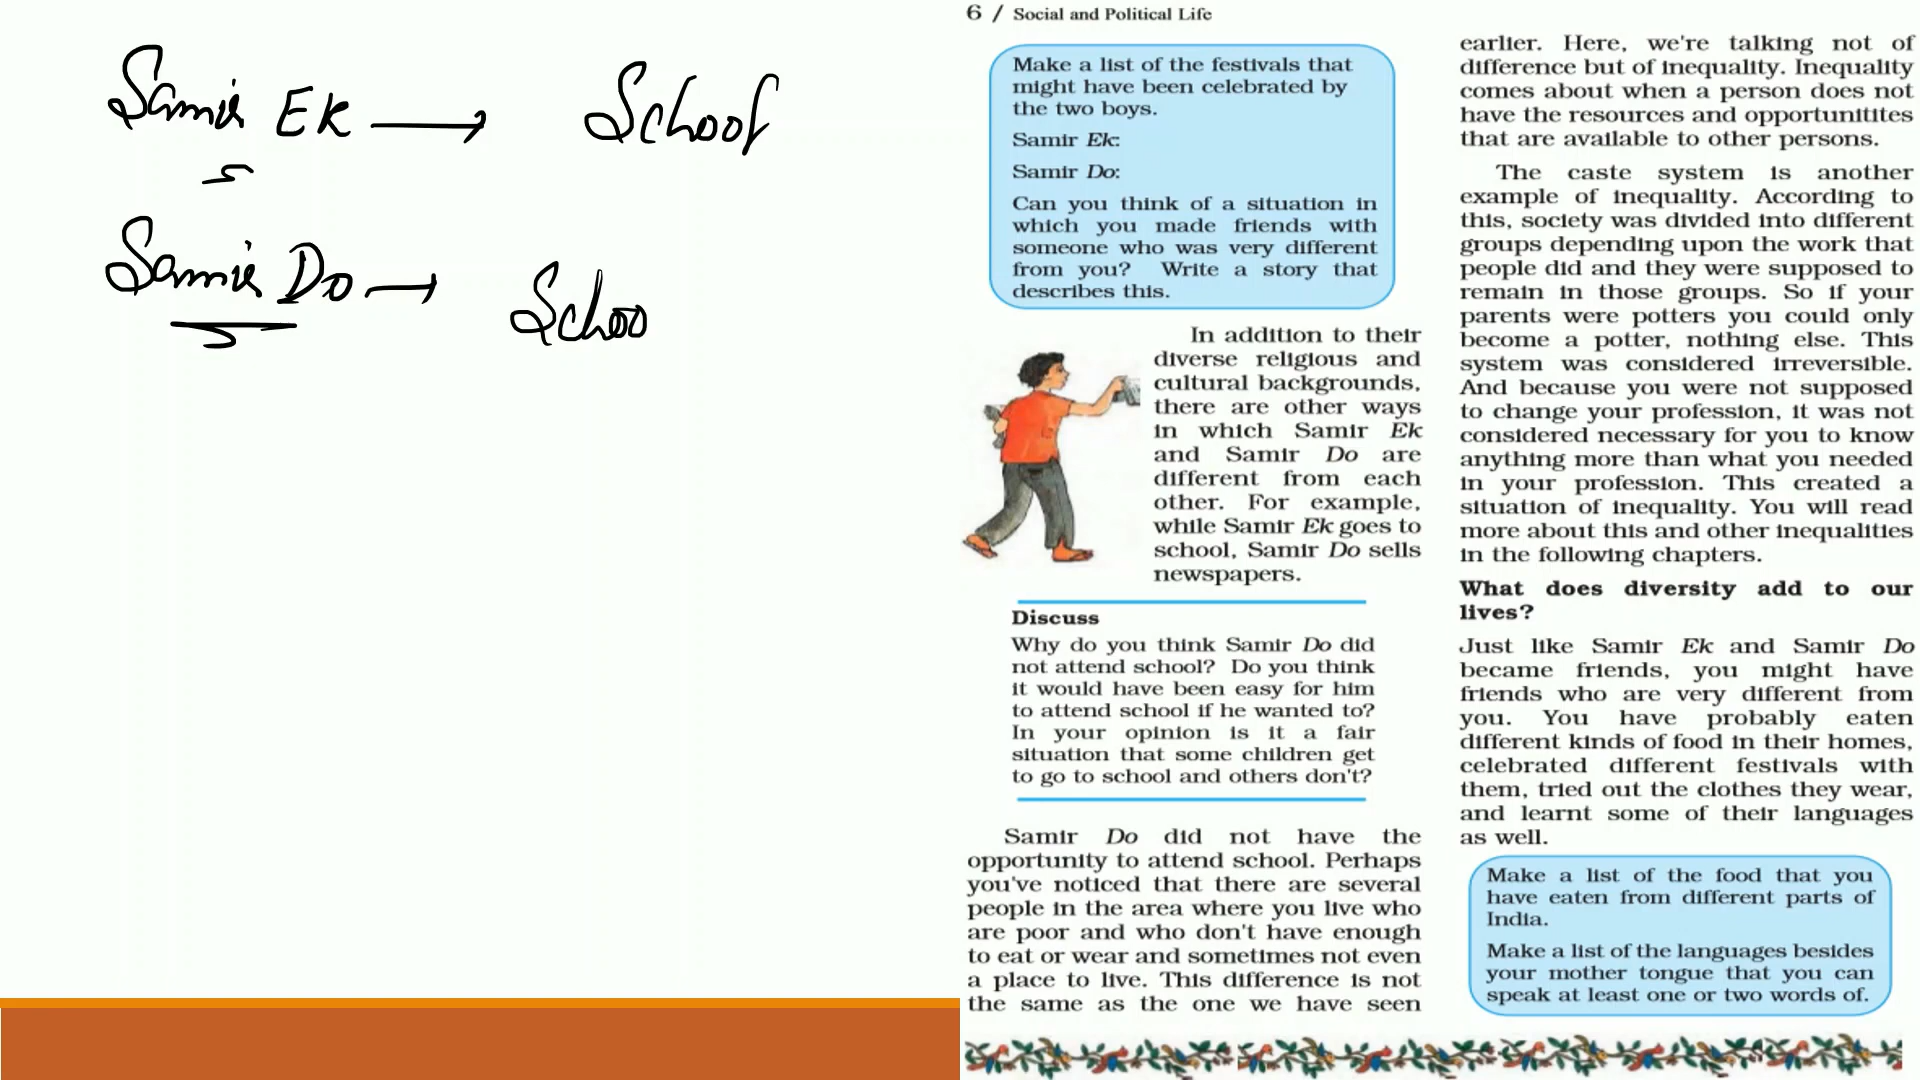 Samir Ek → School
Samir Do → Schoo
6 / Social and Political Life
Make a list of the festivals that
might have been celebrated by
the two boys.
Samir Ek:
Samir Do:
Can you think of a situation in
which you made friends with
someone who was very different
from you? Write a story that
describes this.
In addition to their
diverse religious and
cultural backgrounds,
there are other ways
in which Samir Ek
and Samir Do are
different from each
other. For example,
while Samir Ek goes to
school, Samir Do sells
newspapers.
Discuss
Why do you think Samir Do did
not attend school? Do you think
it would have been easy for him
to attend school if he wanted to?
In your opinion is it a fair
situation that some children get
to go to school and others don't?
Samir Do did not have the
opportunity to attend school. Perhaps
you've noticed that there are several
people in the area where you live who
are poor and who don't have enough
to eat or wear and sometimes not even
a place to live. This difference is not
the same as the one we have seen
earlier. Here, we're talking not of
difference but of inequality. Inequality
comes about when a person does not
have the resources and opportunitites
that are available to other persons.
The caste system is another
example of inequality. According to
this, society was divided into different
groups depending upon the work that
people did and they were supposed to
remain in those groups. So if your
parents were potters you could only
become a potter, nothing else. This
system was considered irreversible.
And because you were not supposed
to change your profession, it was not
considered necessary for you to know
anything more than what you needed
in your profession. This created a
situation of inequality. You will read
more about this and other inequalities
in the following chapters.
What does diversity add to our
lives?
Just like Samir Ek and Samir Do
became friends, you might have
friends who are very different from
you. You have probably eaten
different kinds of food in their homes,
celebrated different festivals with
them, tried out the clothes they wear,
and learnt some of their languages
as well.
Make a list of the food that you
have eaten from different parts of
India.
Make a list of the languages besides
your mother tongue that you can
speak at least one or two words of.